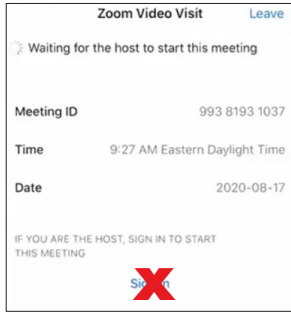 Zoom Video Visit Leave
Waiting for the host to start this meeting
Meeting ID 993 8193 1037
Time 9:27 AM Eastern Daylight Time
Date 2020-08-17
IF YOU ARE THE HOST, SIGN IN TO START
THIS MEETING